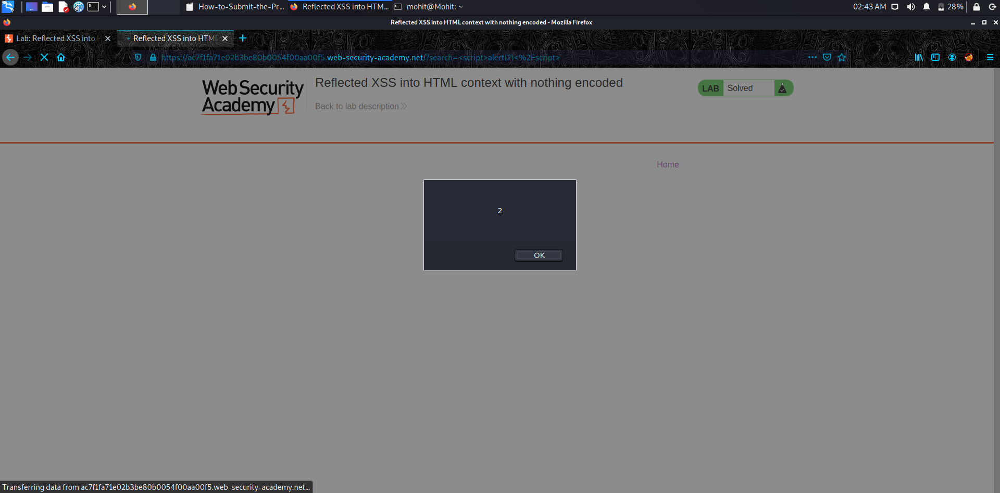 How-to-Submit-the-Pr...
Reflected XSS into HTM...
mohit@Mohit: ~
02:43 AM
28%
Reflected XSS into HTML context with nothing encoded - Mozilla Firefox
Lab: Reflected XSS into H
Reflected XSS into HTML
https://ac7f1fa71e02b3be80b0054f00aa00f5.web-security-academy.net/?search=<script>alert(2)<%2Fscript>
Web Security
Academy
Reflected XSS into HTML context with nothing encoded
Back to lab description
LAB
Solved
Home
2
OK
Transferring data from ac7f1fa71e02b3be80b0054f00aa00f5.web-security-academy.net...